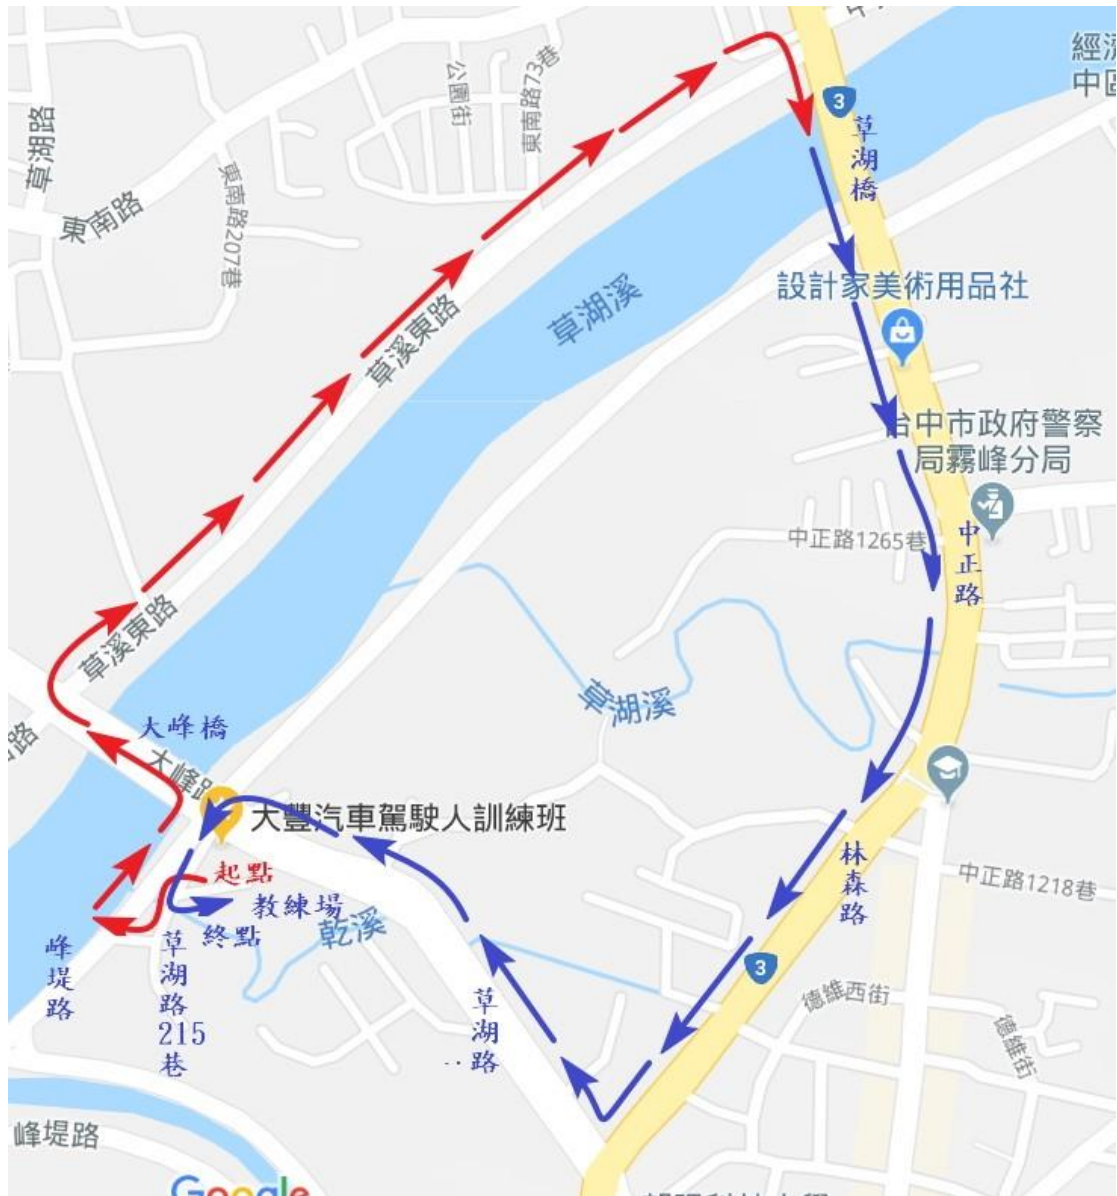 中
經濟
中區
公園街
東南路73巷
3
草湖橋
草湖路
東南路
東南路207巷
設計家美術用品社
草湖溪
草溪東路
台中市政府警察
局霧峰分局
中正路1265巷
中正路
草溪東路
草湖溪
大峰橋
大峰路
路
大豐汽車駕駛人訓練班
林森路
中正路1218巷
起點
教練場
終點
乾溪
峰堤路
草湖路215巷
草湖路
3
德維西街
德維街
峰堤路
Google